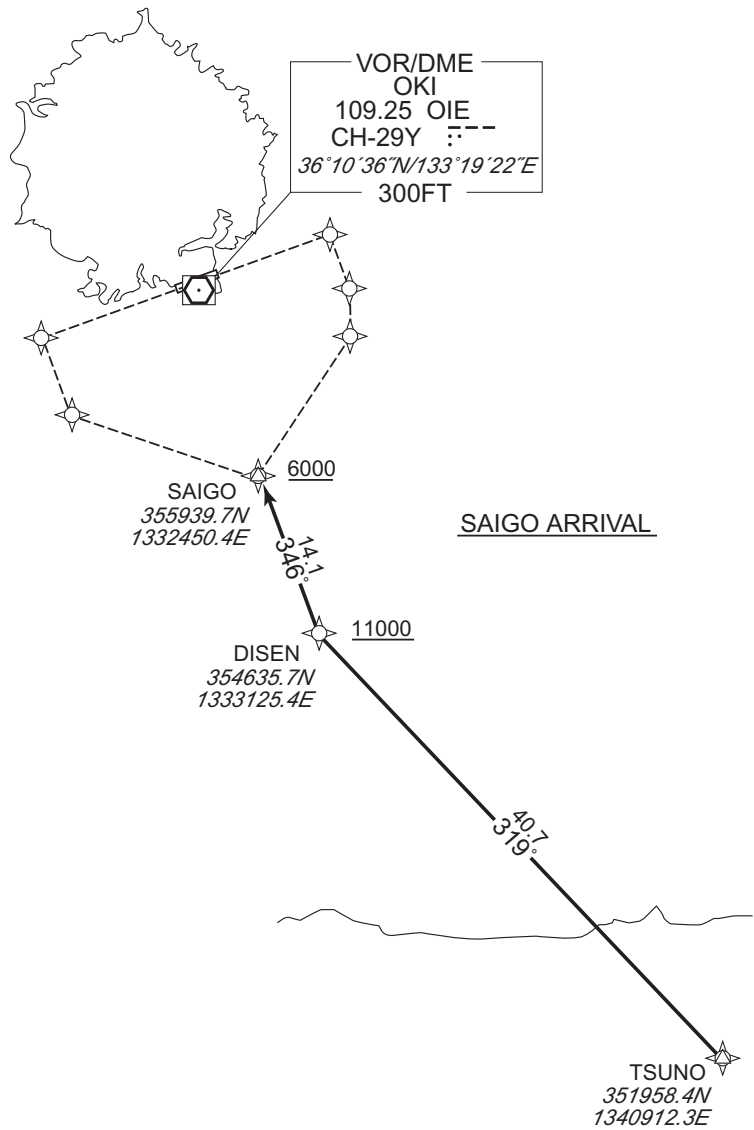 VOR/DME
OKI
109.25 OIE
CH-29Y
36°10´36˝N/133°19´22˝E
300FT
6000
SAIGO
355939.7N
1332450.4E
SAIGO ARRIVAL
14.1
346°
11000
DISEN
354635.7N
1333125.4E
40.7
319°
TSUNO
351958.4N
1340912.3E